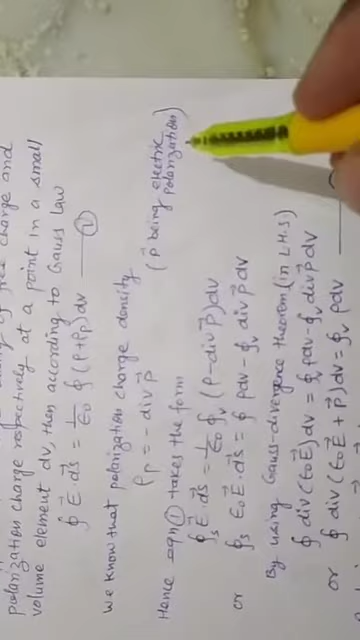 polarization charge respectively at a point in a small
volume element dv, then according to Gauss law
∮ E⃗·ds⃗ = 1/ε₀ ∮ (ρ+ρp) dv —— ①
We know that polarization charge density
ρp = - div P⃗ (P⃗ being electric
polarization)
Hence eqn ① takes the form
∮s E⃗·ds⃗ = 1/ε₀ ∮v (ρ - div P⃗) dv
or ∮s ε₀ E⃗·ds⃗ = ∮ ρdv - ∮v div P⃗ dv
By using Gauss-divergence theorem (in L.H.S.)
∮ div (ε₀E⃗) dv = ∮v ρdv - ∮v div P⃗ dv
or ∮ div (ε₀E⃗ + P⃗) dv = ∮v ρdv